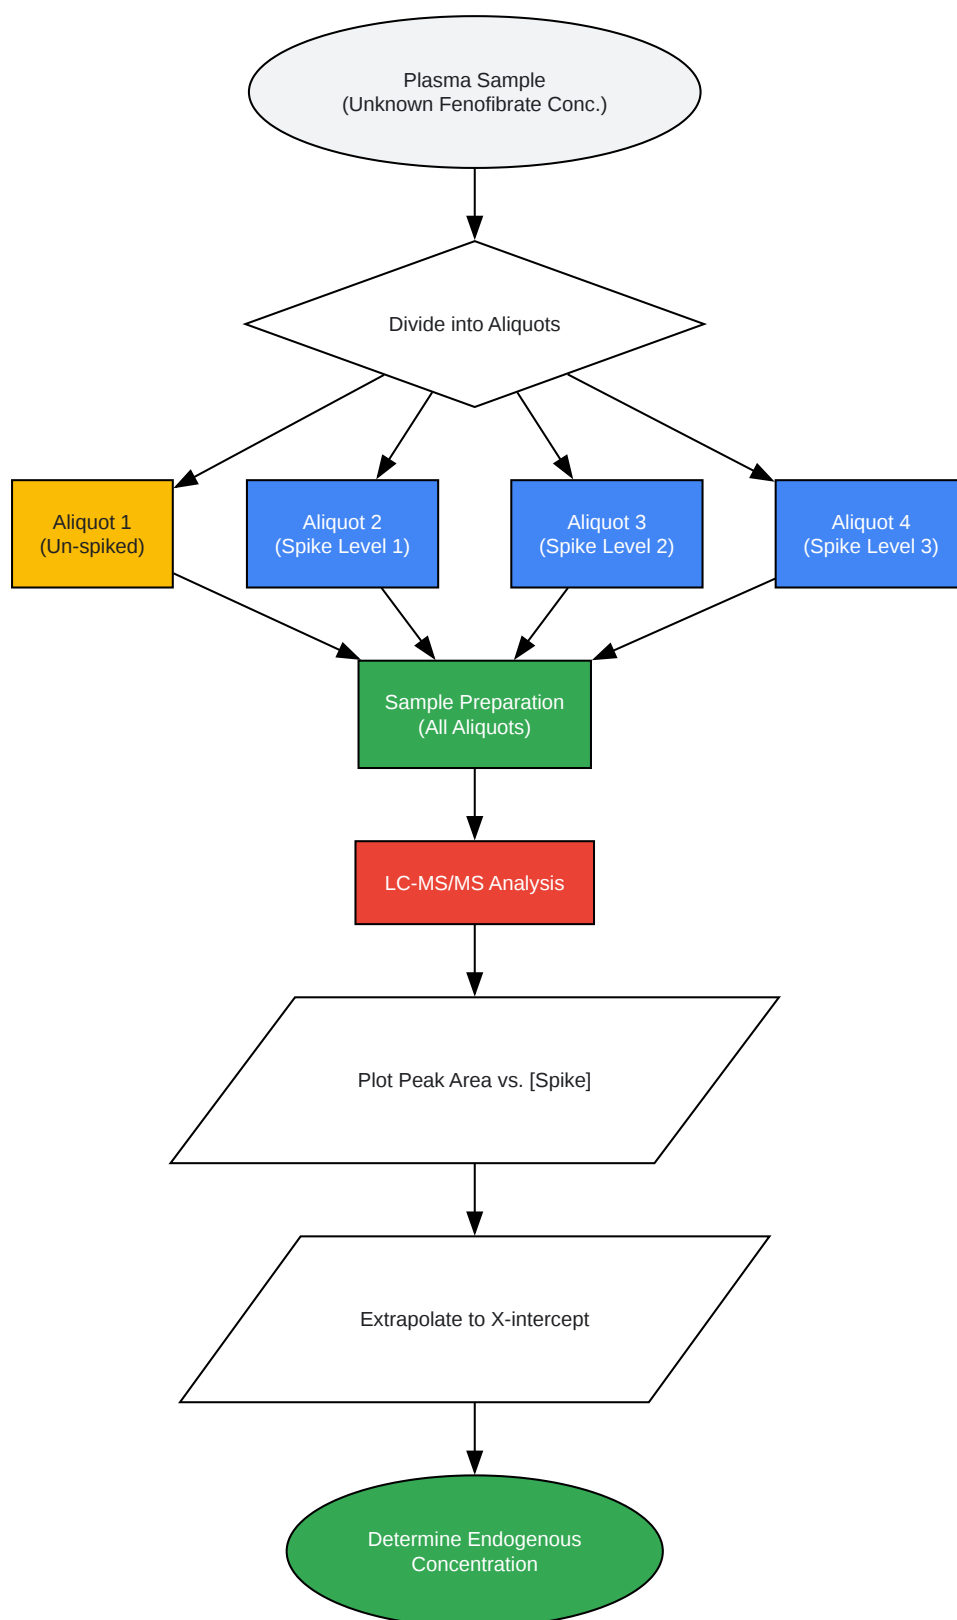 Plasma Sample
(Unknown Fenofibrate Conc.)
Divide into Aliquots
Aliquot 1
(Un-spiked)
Aliquot 2
(Spike Level 1)
Aliquot 3
(Spike Level 2)
Aliquot 4
(Spike Level 3)
Sample Preparation
(All Aliquots)
LC-MS/MS Analysis
Plot Peak Area vs. [Spike]
Extrapolate to X-intercept
Determine Endogenous
Concentration